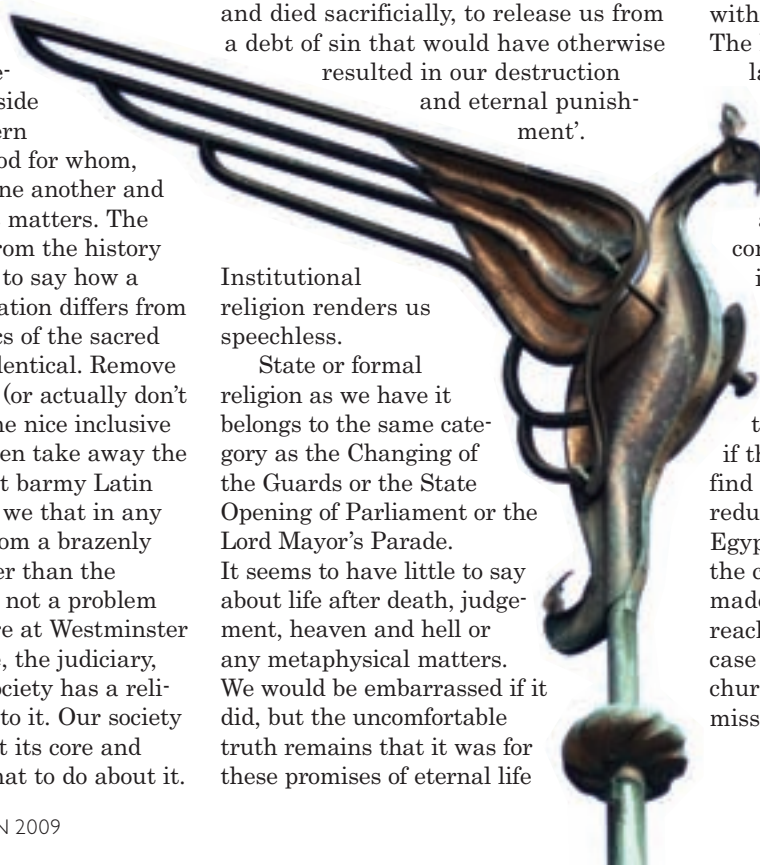 e-
side
ern
od for whom,
ne another and
matters. The
rom the history
to say how a
ation differs from
cs of the sacred
lentical. Remove
(or actually don't
ne nice inclusive
en take away the
t barmy Latin
we that in any
om a brazenly
er than the
not a problem
re at Westminster
, the judiciary,
ociety has a reli-
to it. Our society
t its core and
hat to do about it.
N 2009
and died sacrificially, to release us from
a debt of sin that would have otherwise
resulted in our destruction
and eternal punish-
ment'.
Institutional
religion renders us
speechless.
State or formal
religion as we have it
belongs to the same cate-
gory as the Changing of
the Guards or the State
Opening of Parliament or the
Lord Mayor's Parade.
It seems to have little to say
about life after death, judge-
ment, heaven and hell or
any metaphysical matters.
We would be embarrassed if it
did, but the uncomfortable
truth remains that it was for
these promises of eternal life
with
The
la
con
i
t
if th
find
redu
Egyp
the c
made
reach
case
chur
miss